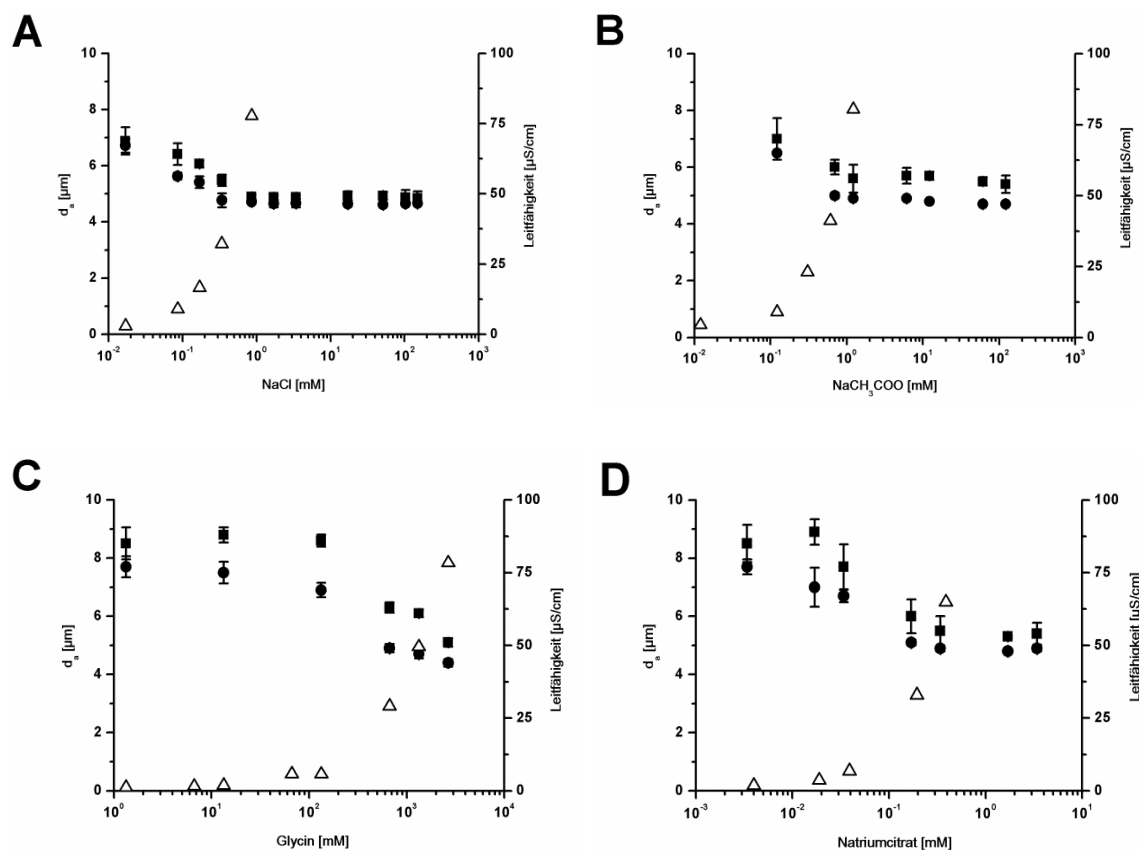 A
10
8
6
4
2
0
d_a [µm]
100
75
50
25
0
Leitfähigkeit [µS/cm]
10^-2 10^-1 10^0 10^1 10^2 10^3
NaCl [mM]
B
10
8
6
4
2
0
d_a [µm]
100
75
50
25
0
Leitfähigkeit [µS/cm]
10^-2 10^-1 10^0 10^1 10^2 10^3
NaCH_3COO [mM]
C
10
8
6
4
2
0
d_a [µm]
100
75
50
25
0
Leitfähigkeit [µS/cm]
10^0 10^1 10^2 10^3 10^4
Glycin [mM]
D
10
8
6
4
2
0
d_a [µm]
100
75
50
25
0
Leitfähigkeit [µS/cm]
10^-3 10^-2 10^-1 10^0 10^1
Natriumcitrat [mM]